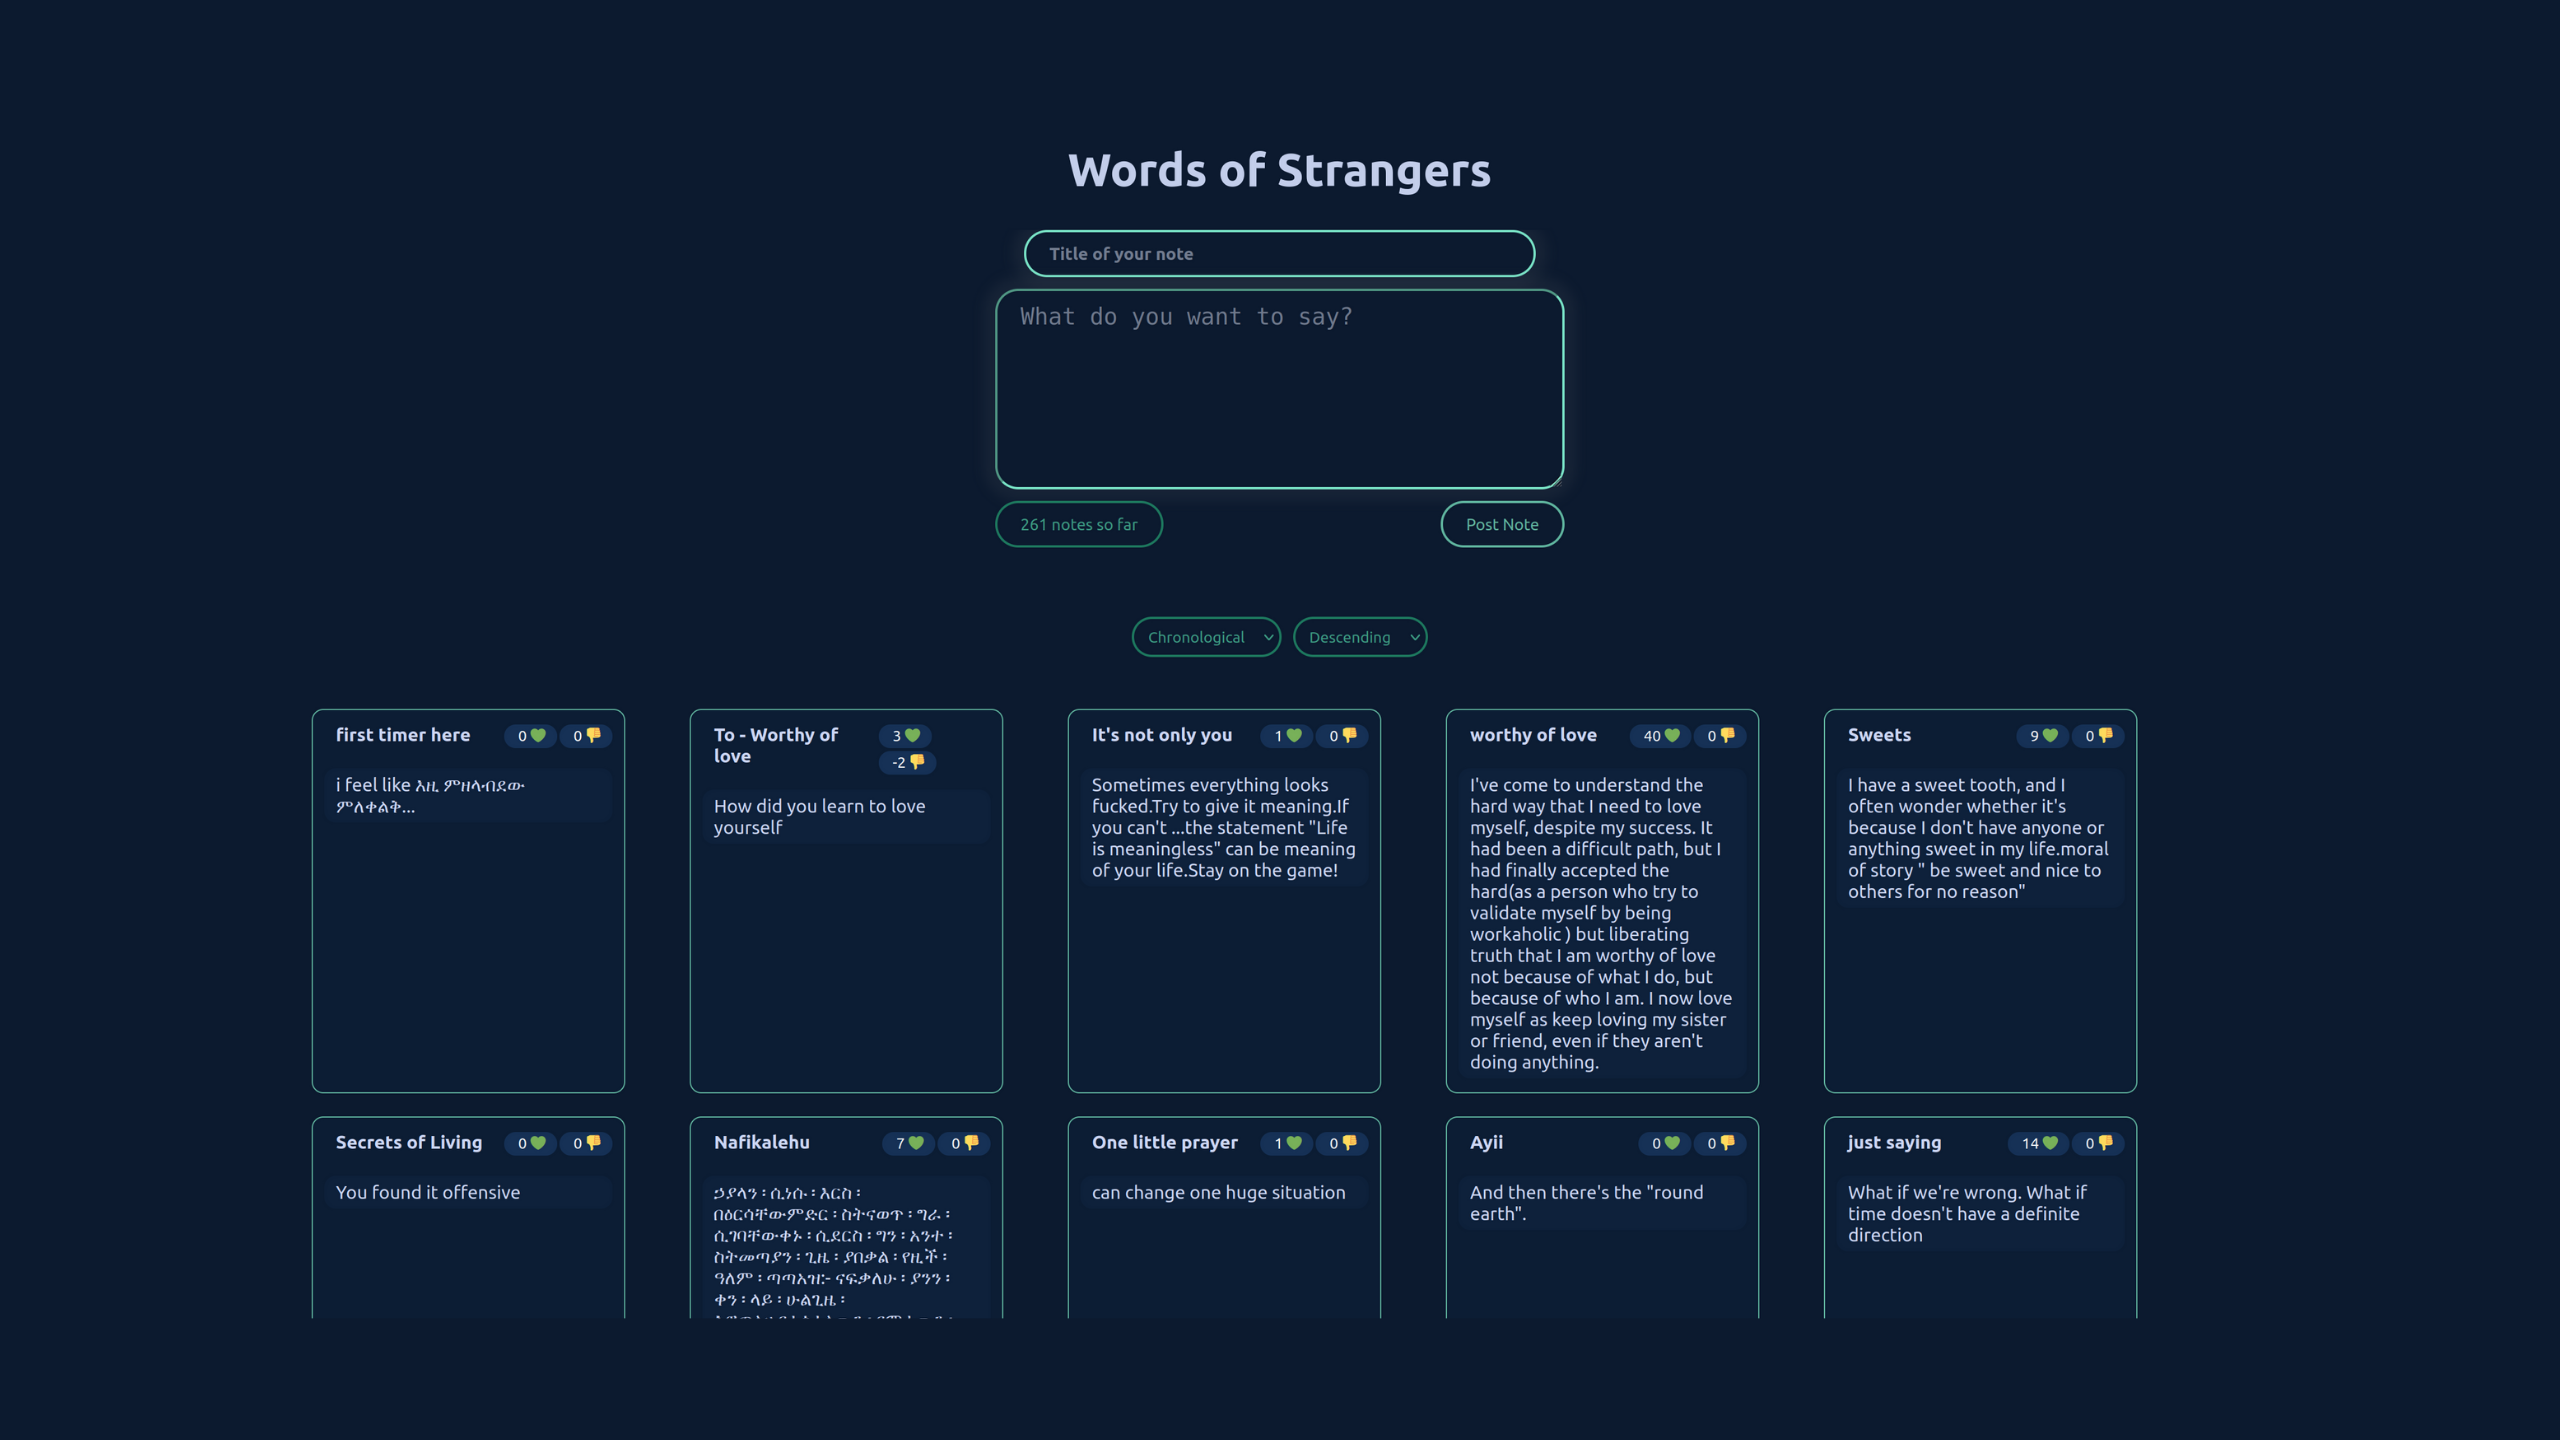 Words of Strangers
Title of your note
What do you want to say?
261 notes so far
Post Note
Chronological
Descending
first timer here
0
0
i feel like እዚ ምዘላብደው
ምለቀልቅ...
To - Worthy of
love
3
-2
How did you learn to love
yourself
It's not only you
1
0
Sometimes everything looks
fucked.Try to give it meaning.If
you can't ...the statement "Life
is meaningless" can be meaning
of your life.Stay on the game!
worthy of love
40
0
I've come to understand the
hard way that I need to love
myself, despite my success. It
had been a difficult path, but I
had finally accepted the
hard(as a person who try to
validate myself by being
workaholic ) but liberating
truth that I am worthy of love
not because of what I do, but
because of who I am. I now love
myself as keep loving my sister
or friend, even if they aren't
doing anything.
Sweets
9
0
I have a sweet tooth, and I
often wonder whether it's
because I don't have anyone or
anything sweet in my life.moral
of story " be sweet and nice to
others for no reason"
Secrets of Living
0
0
You found it offensive
Nafikalehu
7
0
ኃያላን ፡ ሲነሱ ፡ እርስ ፡
በዕርሳቸውምድር ፡ ስትናወጥ ፡ ግራ ፡
ሲገባቸውቀኑ ፡ ሲደርስ ፡ ግን ፡ አንተ ፡
ስትመጣያን ፡ ጊዜ ፡ ያበቃል ፡ የዚች ፡
ዓለም ፡ ጣጣአዝ:- ናፍቃለሁ ፡ ያንን ፡
ቀን ፡ ላይ ፡ ሁልጊዜ ፡
One little prayer
1
0
can change one huge situation
Ayii
0
0
And then there's the "round
earth".
just saying
14
0
What if we're wrong. What if
time doesn't have a definite
direction